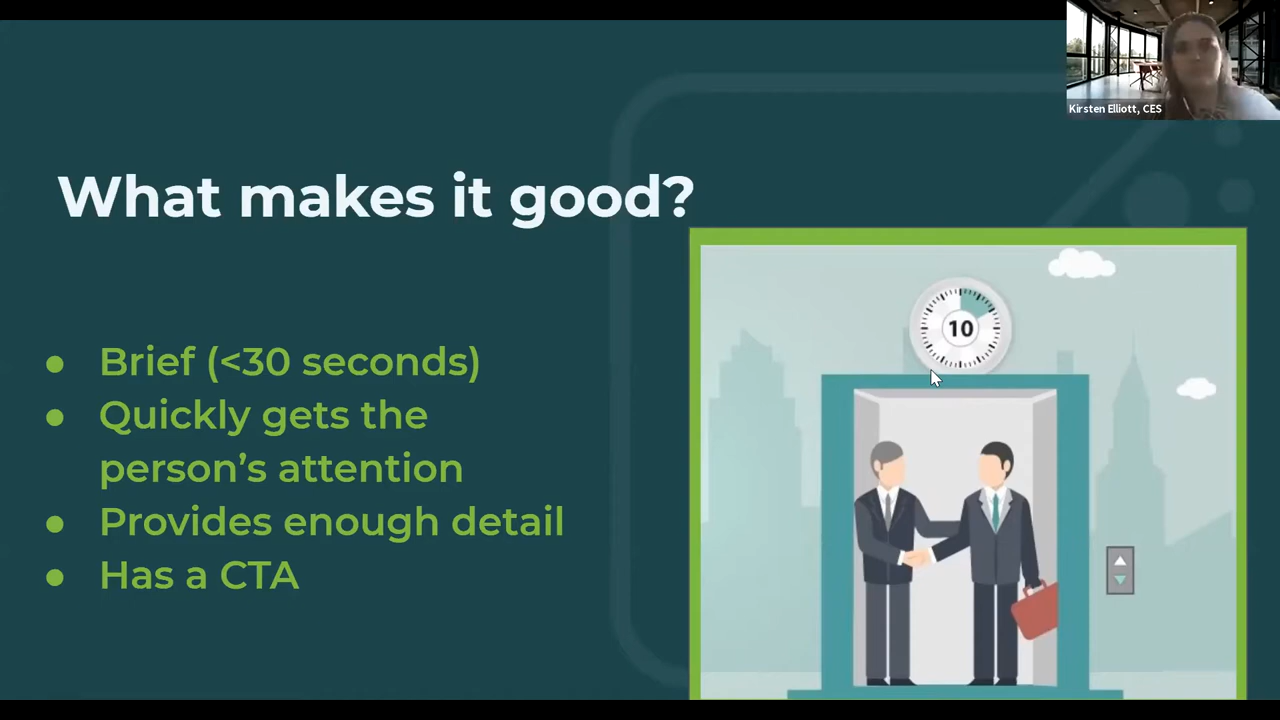 Kirsten Elliott, CES
What makes it good?
10
● Brief (<30 seconds)
● Quickly gets the
person’s attention
● Provides enough detail
● Has a CTA